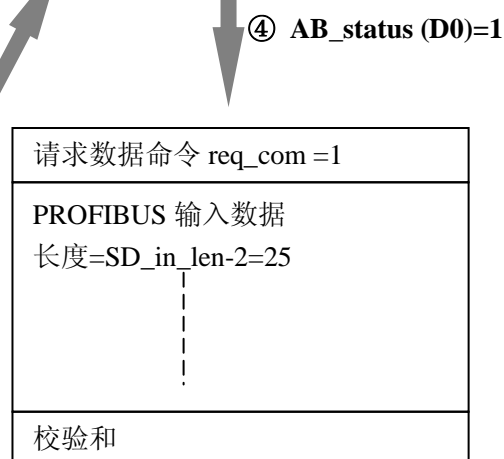 ④ AB_status (D0)=1
请求数据命令 req_com =1
PROFIBUS 输入数据
长度=SD_in_len-2=25
校验和